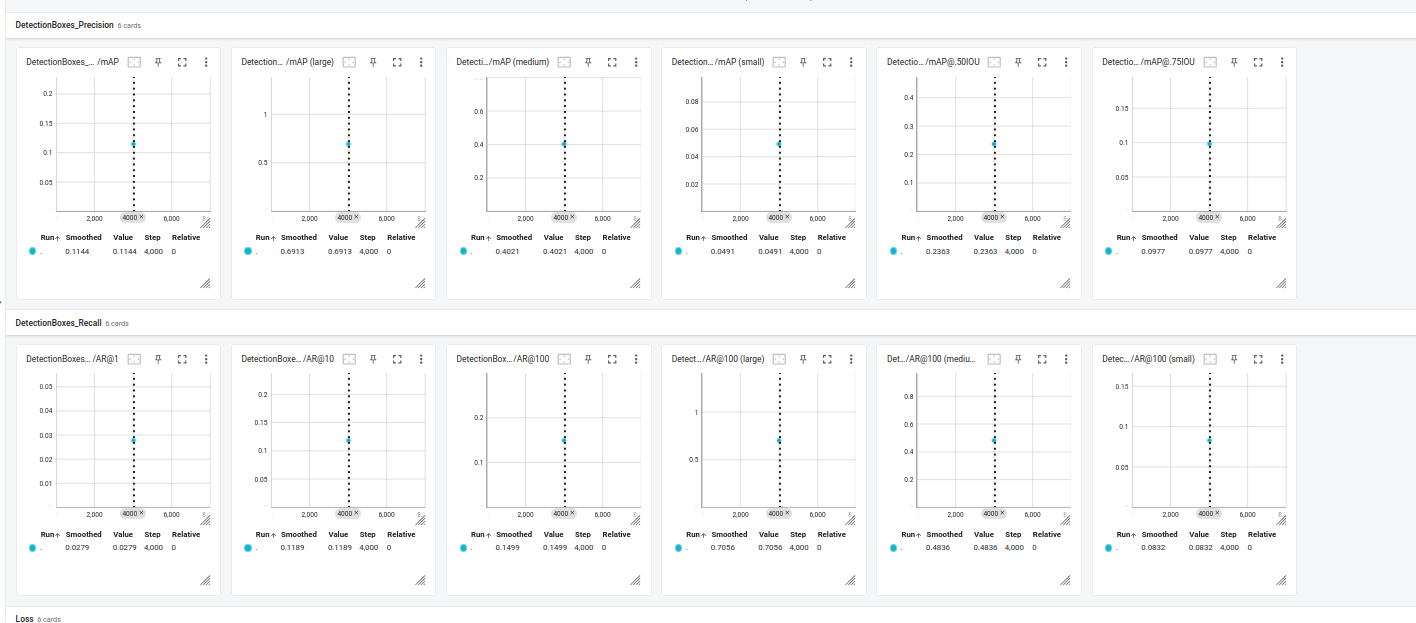 DetectionBoxes_Precision 6 cards
DetectionBoxes_... /mAP
0.2
0.15
0.1
0.05
2,000 4000 × 6,000
Run↑ Smoothed Value Step Relative
. 0.1144 0.1144 4,000 0
Detection... /mAP (large)
1
0.5
2,000 4000 × 6,000
Run↑ Smoothed Value Step Relative
. 0.6913 0.6913 4,000 0
Detecti.../mAP (medium)
0.6
0.4
0.2
2,000 4000 × 6,000
Run↑ Smoothed Value Step Relative
. 0.4021 0.4021 4,000 0
Detection... /mAP (small)
0.08
0.06
0.04
0.02
2,000 4000 × 6,000
Run↑ Smoothed Value Step Relative
. 0.0491 0.0491 4,000 0
Detectio... /mAP@.50IOU
0.4
0.3
0.2
0.1
2,000 4000 × 6,000
Run↑ Smoothed Value Step Relative
. 0.2363 0.2363 4,000 0
Detectio... /mAP@.75IOU
0.15
0.1
0.05
2,000 4000 × 6,000
Run↑ Smoothed Value Step Relative
. 0.0977 0.0977 4,000 0
DetectionBoxes_Recall 6 cards
DetectionBoxes... /AR@1
0.05
0.04
0.03
0.02
0.01
2,000 4000 × 6,000
Run↑ Smoothed Value Step Relative
. 0.0279 0.0279 4,000 0
DetectionBoxe... /AR@10
0.2
0.15
0.1
0.05
2,000 4000 × 6,000
Run↑ Smoothed Value Step Relative
. 0.1189 0.1189 4,000 0
DetectionBox... /AR@100
0.2
0.1
2,000 4000 × 6,000
Run↑ Smoothed Value Step Relative
. 0.1499 0.1499 4,000 0
Detect... /AR@100 (large)
1
0.5
2,000 4000 × 6,000
Run↑ Smoothed Value Step Relative
. 0.7056 0.7056 4,000 0
Det.../AR@100 (mediu...
0.8
0.6
0.4
0.2
2,000 4000 × 6,000
Run↑ Smoothed Value Step Relative
. 0.4836 0.4836 4,000 0
Detec... /AR@100 (small)
0.15
0.1
0.05
2,000 4000 × 6,000
Run↑ Smoothed Value Step Relative
. 0.0832 0.0832 4,000 0
Loss 6 cards